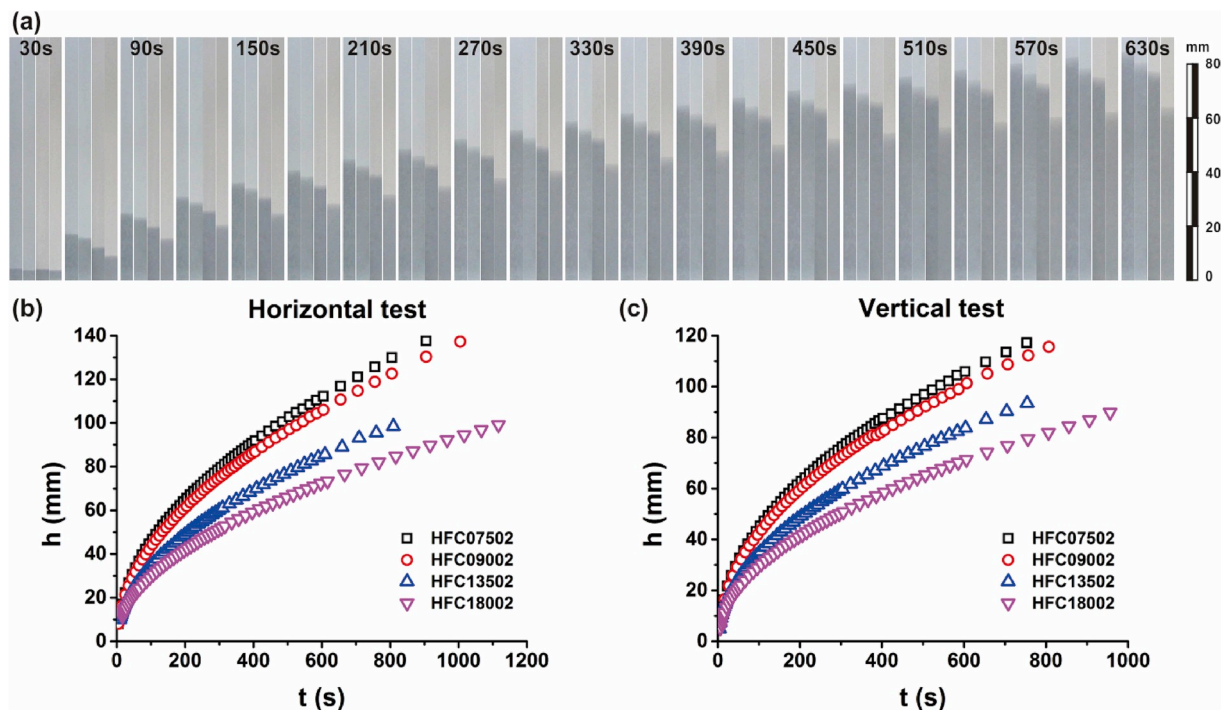 (a)
30s 90s 150s 210s 270s 330s 390s 450s 510s 570s 630s mm
80
60
40
20
0
(b) Horizontal test
140
120
100
80
60
40
20
0
h (mm)
HFC07502
HFC09002
HFC13502
HFC18002
0 200 400 600 800 1000 1200
t (s)
(c) Vertical test
120
100
80
60
40
20
0
h (mm)
HFC07502
HFC09002
HFC13502
HFC18002
0 200 400 600 800 1000
t (s)